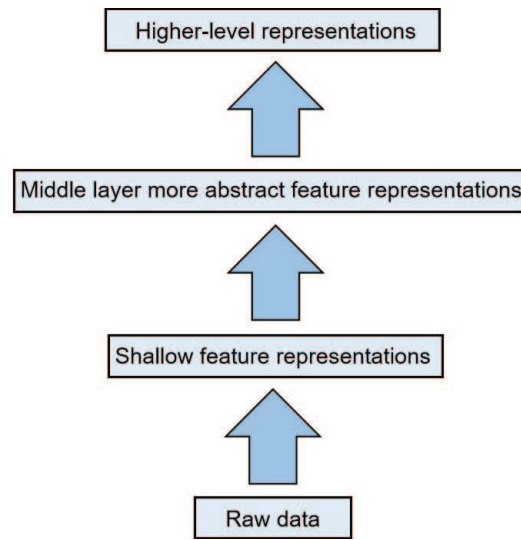 Higher-level representations
Middle layer more abstract feature representations
Shallow feature representations
Raw data